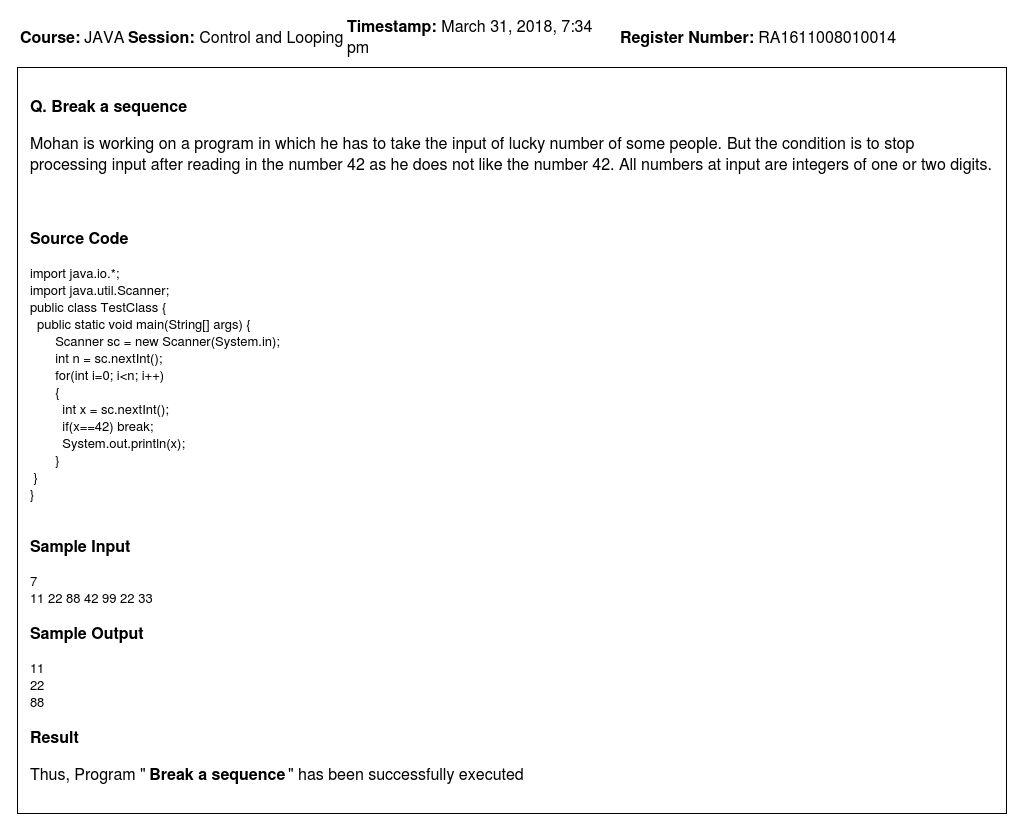 Course: JAVA Session: Control and Looping Timestamp: March 31, 2018, 7:34 pm Register Number: RA1611008010014
Q. Break a sequence
Mohan is working on a program in which he has to take the input of lucky number of some people. But the condition is to stop
processing input after reading in the number 42 as he does not like the number 42. All numbers at input are integers of one or two digits.
Source Code
import java.io.*;
import java.util.Scanner;
public class TestClass {
public static void main(String[] args) {
Scanner sc = new Scanner(System.in);
int n = sc.nextInt();
for(int i=0; i<n; i++)
{
int x = sc.nextInt();
if(x==42) break;
System.out.println(x);
}
}
}
Sample Input
7
11 22 88 42 99 22 33
Sample Output
11
22
88
Result
Thus, Program " Break a sequence " has been successfully executed